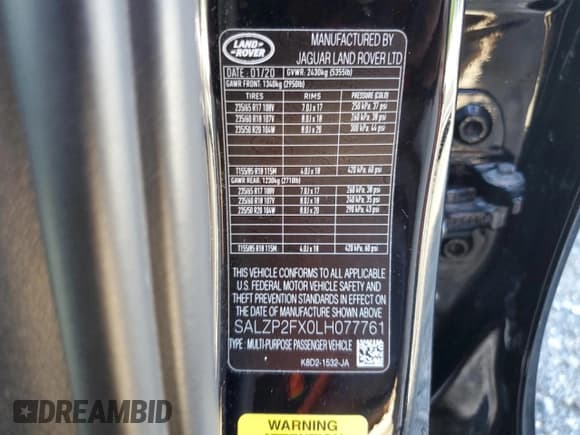 LAND ROVER
MANUFACTURED BY
JAGUAR LAND ROVER LTD
DATE : 01/20 GVWR: 2430kg (5355lb)
GAWR FRONT: 1340kg (2950lb)
TIRES RIMS PRESSURE (COLD)
235/65 R17 108V 7.0J x 17 250 kPa, 37 psi
235/60 R18 107V 8.0J x 18 260 kPa, 38 psi
235/50 R20 104W 8.0J x 20 300 kPa, 44 psi
T155/85 R18 115M 4.0J x 18 420 kPa, 60 psi
GAWR REAR: 1230kg (2710lb)
235/65 R17 108V 7.0J x 17 260 kPa, 38 psi
235/60 R18 107V 8.0J x 18 240 kPa, 35 psi
235/50 R20 104W 8.0J x 20 290 kPa, 43 psi
T155/85 R18 115M 4.0J x 18 420 kPa, 60 psi
THIS VEHICLE CONFORMS TO ALL APPLICABLE
U.S. FEDERAL MOTOR VEHICLE SAFETY AND
THEFT PREVENTION STANDARDS IN EFFECT ON
THE DATE OF MANUFACTURE SHOWN ABOVE
SALZP2FX0LH077761
TYPE : MULTI-PURPOSE PASSENGER VEHICLE
K8D2-1532-JA
WARNING
DREAMBID